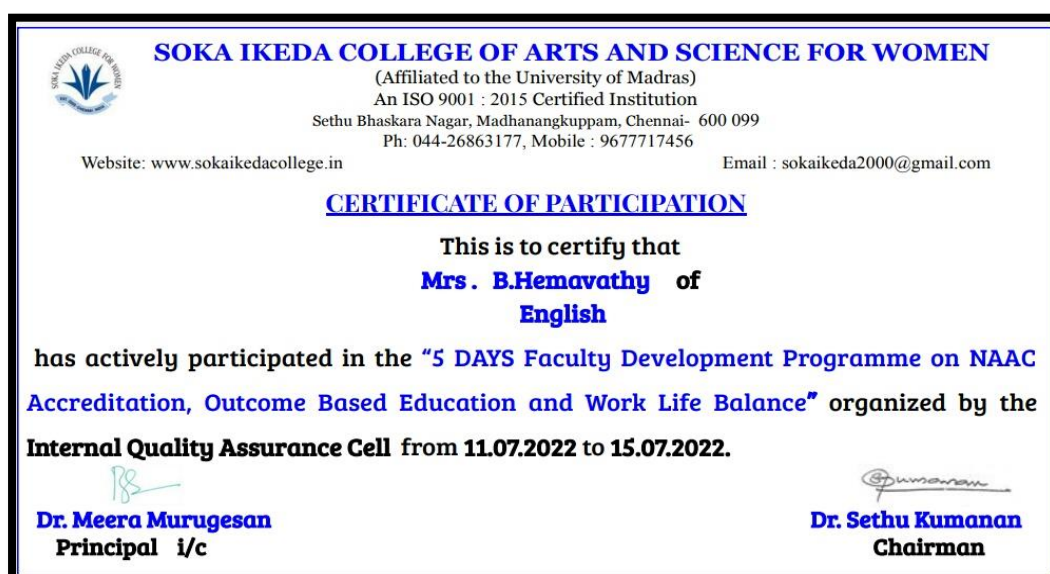 SOKA IKEDA COLLEGE OF ARTS AND SCIENCE FOR WOMEN
(Affiliated to the University of Madras)
An ISO 9001 : 2015 Certified Institution
Sethu Bhaskara Nagar, Madhanangkuppam, Chennai- 600 099
Ph: 044-26863177, Mobile : 9677717456
Website: www.sokaikedacollege.in Email : sokaikeda2000@gmail.com
CERTIFICATE OF PARTICIPATION
This is to certify that
Mrs. B.Hemavathy of
English
has actively participated in the “5 DAYS Faculty Development Programme on NAAC
Accreditation, Outcome Based Education and Work Life Balance” organized by the
Internal Quality Assurance Cell from 11.07.2022 to 15.07.2022.
Dr. Meera Murugesan Dr. Sethu Kumanan
Principal i/c Chairman